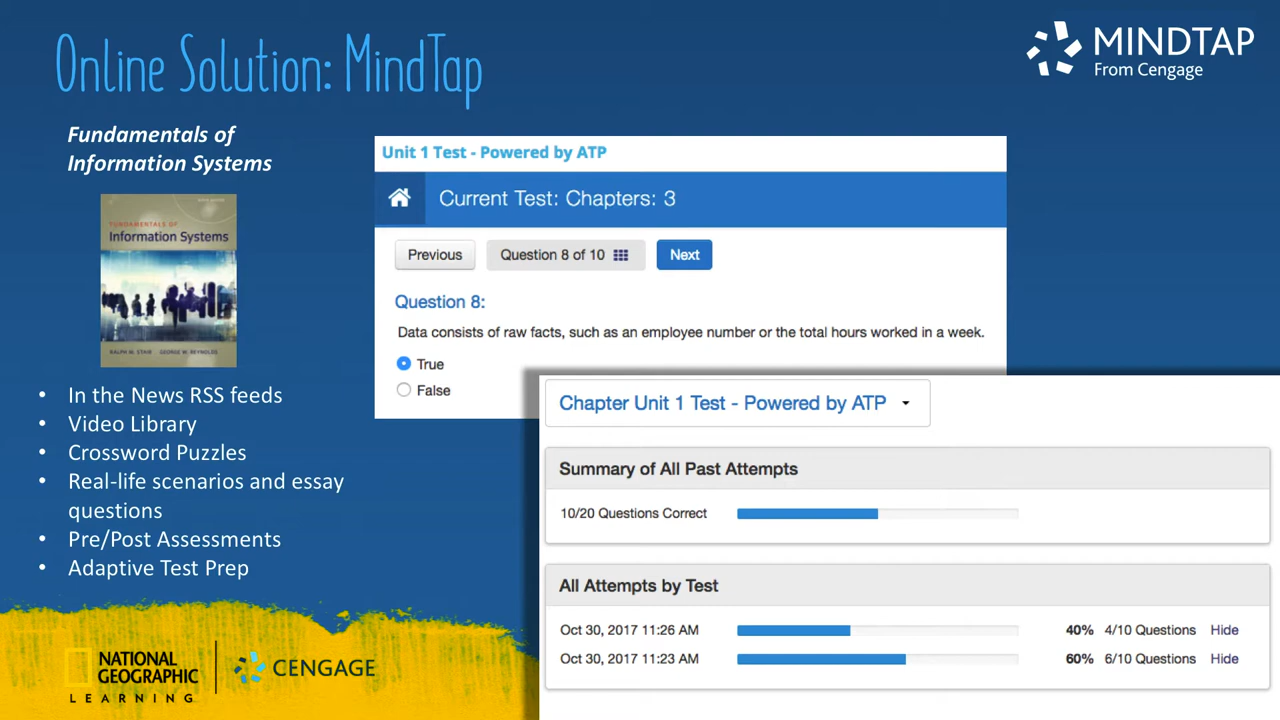 Online Solution: MindTap
MINDTAP
From Cengage
Fundamentals of
Information Systems
FUNDAMENTALS OF
Information Systems
RALPH M. STAIR GEORGE W. REYNOLDS
• In the News RSS feeds
• Video Library
• Crossword Puzzles
• Real-life scenarios and essay
questions
• Pre/Post Assessments
• Adaptive Test Prep
Unit 1 Test - Powered by ATP
Current Test: Chapters: 3
Previous Question 8 of 10 Next
Question 8:
Data consists of raw facts, such as an employee number or the total hours worked in a week.
True
False
Chapter Unit 1 Test - Powered by ATP
Summary of All Past Attempts
10/20 Questions Correct
All Attempts by Test
Oct 30, 2017 11:26 AM 40% 4/10 Questions Hide
Oct 30, 2017 11:23 AM 60% 6/10 Questions Hide
NATIONAL
GEOGRAPHIC
LEARNING
CENGAGE